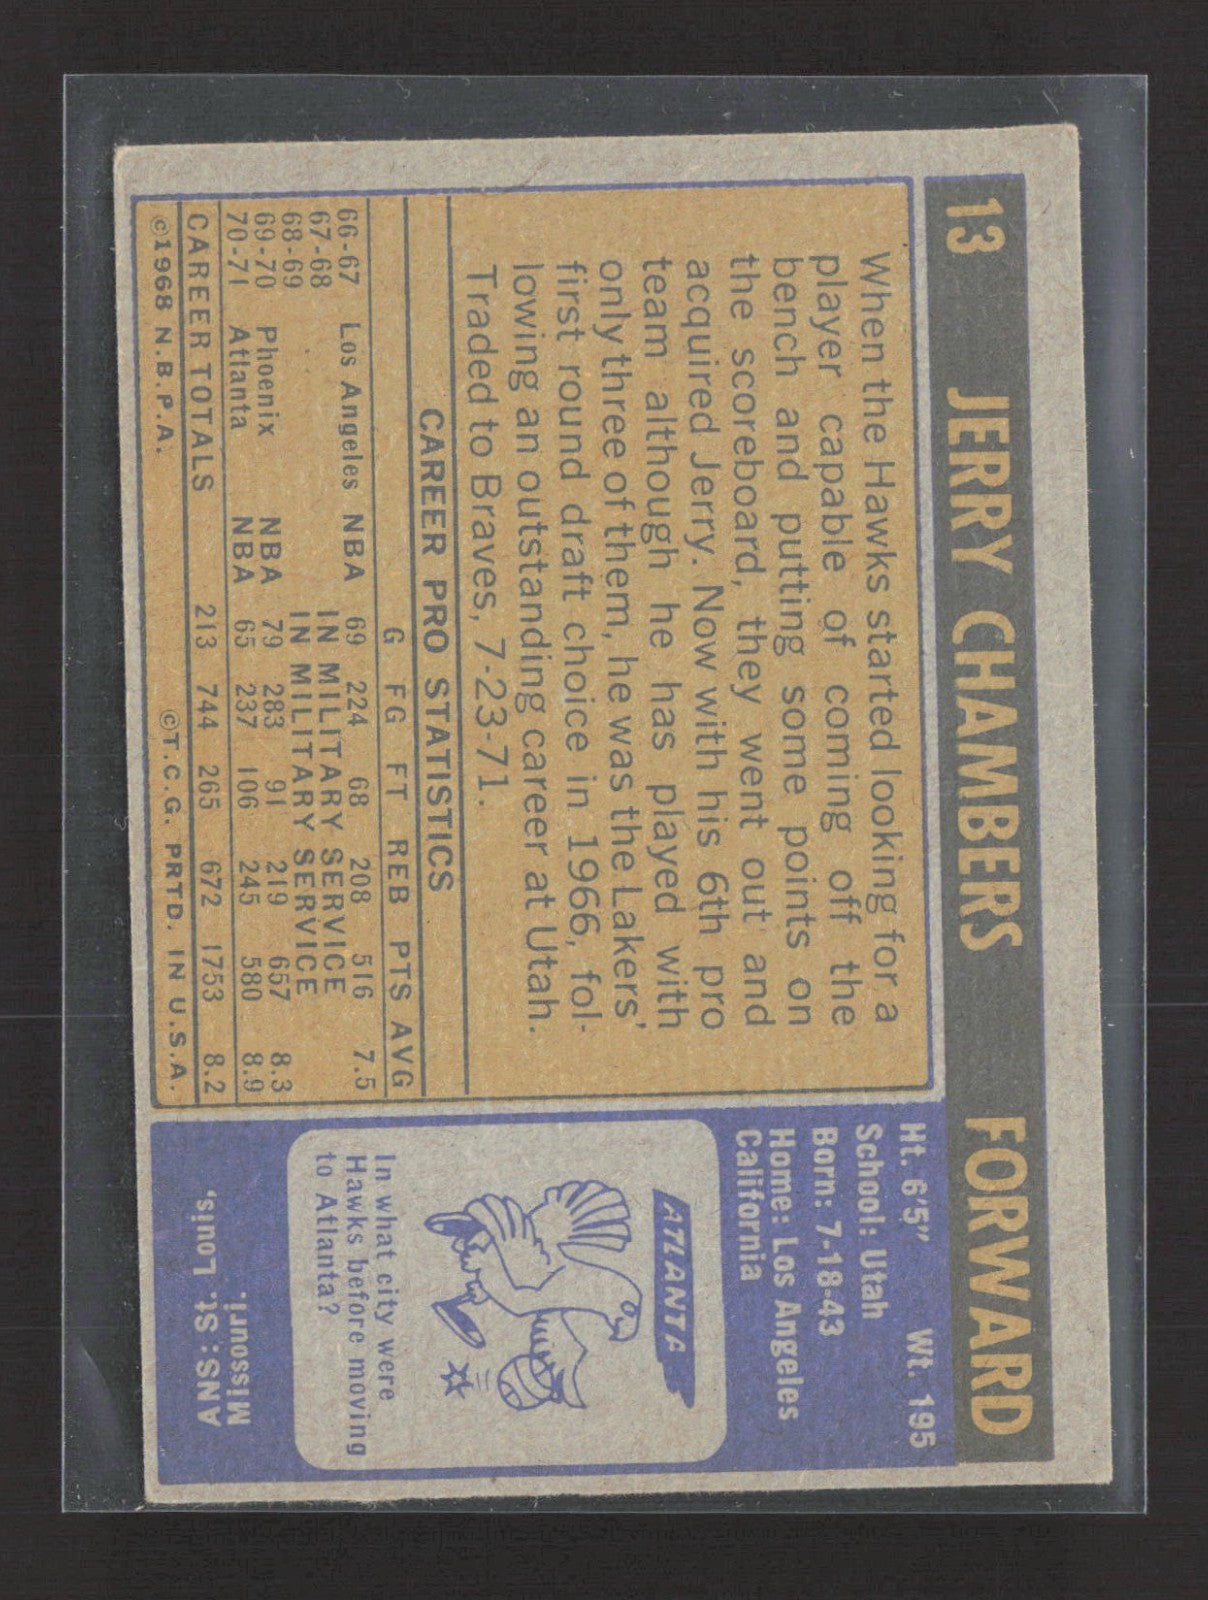 13 JERRY CHAMBERS FORWARD
When the Hawks started looking for a
player capable of coming off the
bench and putting some points on
the scoreboard, they went out and
acquired Jerry. Now with his 6th pro
team although he has played with
only three of them, he was the Lakers'
first round draft choice in 1966, fol-
lowing an outstanding career at Utah.
Traded to Braves, 7-23-71.
CAREER PRO STATISTICS
G FG FT REB PTS AVG
66-67 Los Angeles NBA 69 224 68 208 516 7.5
67-68 IN MILITARY SERVICE
68-69 IN MILITARY SERVICE
69-70 Phoenix NBA 79 283 91 219 657 8.3
70-71 Atlanta NBA 65 237 106 245 580 8.9
CAREER TOTALS 213 744 265 672 1753 8.2
©1968 N.B.P.A. ©T.C.G. PRTD. IN U.S.A.
Ht. 6'5" Wt. 195
School: Utah
Born: 7-18-43
Home: Los Angeles
California
ATLANTA
In what city were
Hawks before moving
to Atlanta?
ANS: St. Louis,
Missouri.